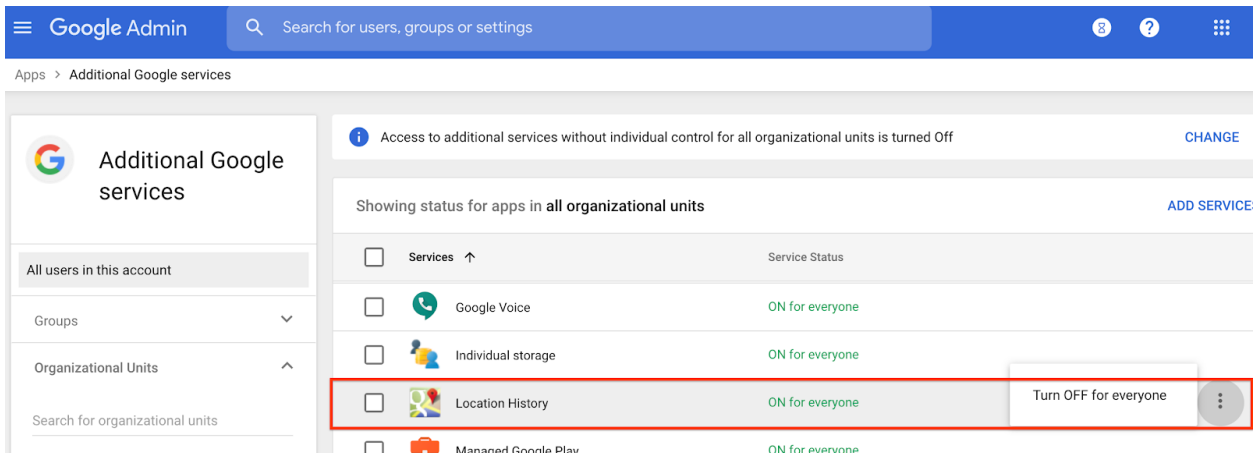 Google Admin
Search for users, groups or settings
Apps > Additional Google services
Additional Google
services
All users in this account
Groups
Organizational Units
Search for organizational units
Access to additional services without individual control for all organizational units is turned Off
CHANGE
Showing status for apps in all organizational units
ADD SERVICES
Services
Service Status
Google Voice
ON for everyone
Individual storage
ON for everyone
Location History
ON for everyone
Turn OFF for everyone
Managed Google Play
ON for everyone